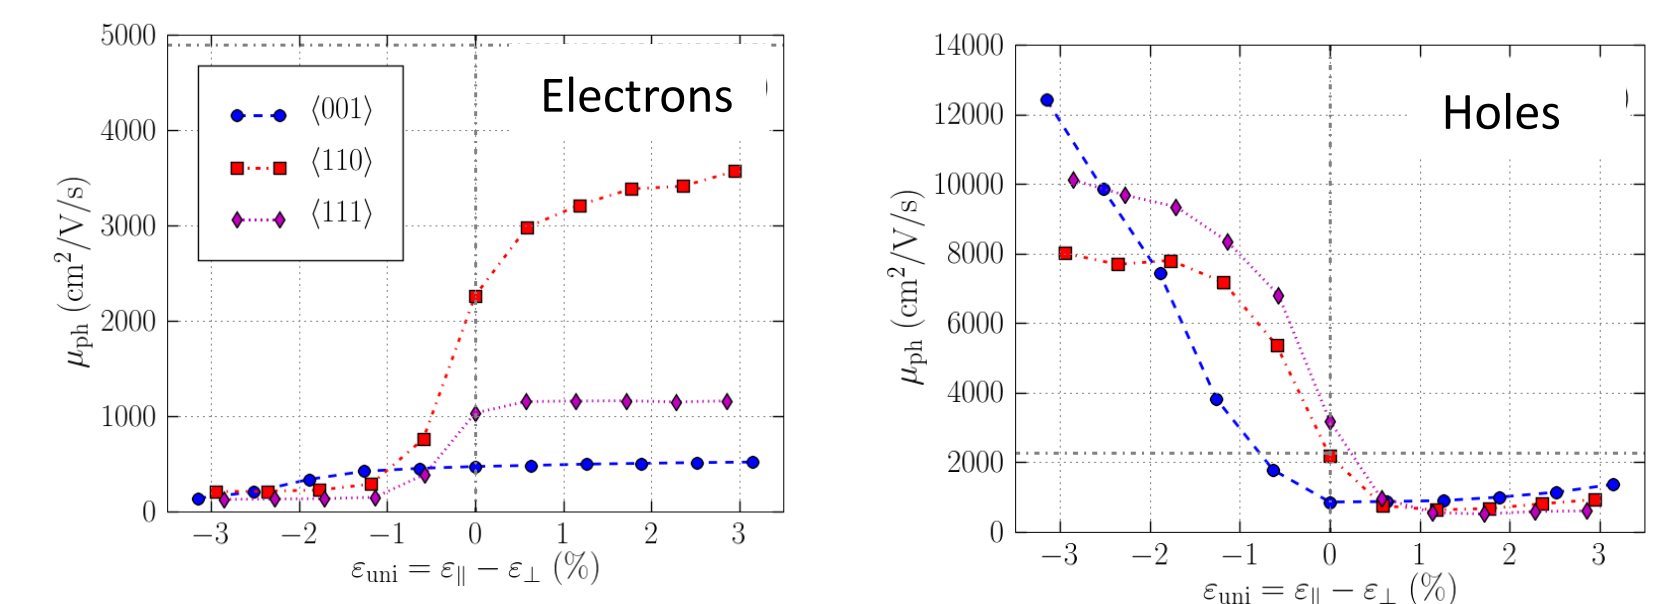 5000
4000
3000
2000
1000
0
−3 −2 −1 0 1 2 3
μph (cm²/V/s)
εuni = ε∥ − ε⊥ (%)
⟨001⟩
⟨110⟩
⟨111⟩
Electrons
)
14000
12000
10000
8000
6000
4000
2000
0
−3 −2 −1 0 1 2 3
μph (cm²/V/s)
εuni = ε∥ − ε⊥ (%)
Holes
)